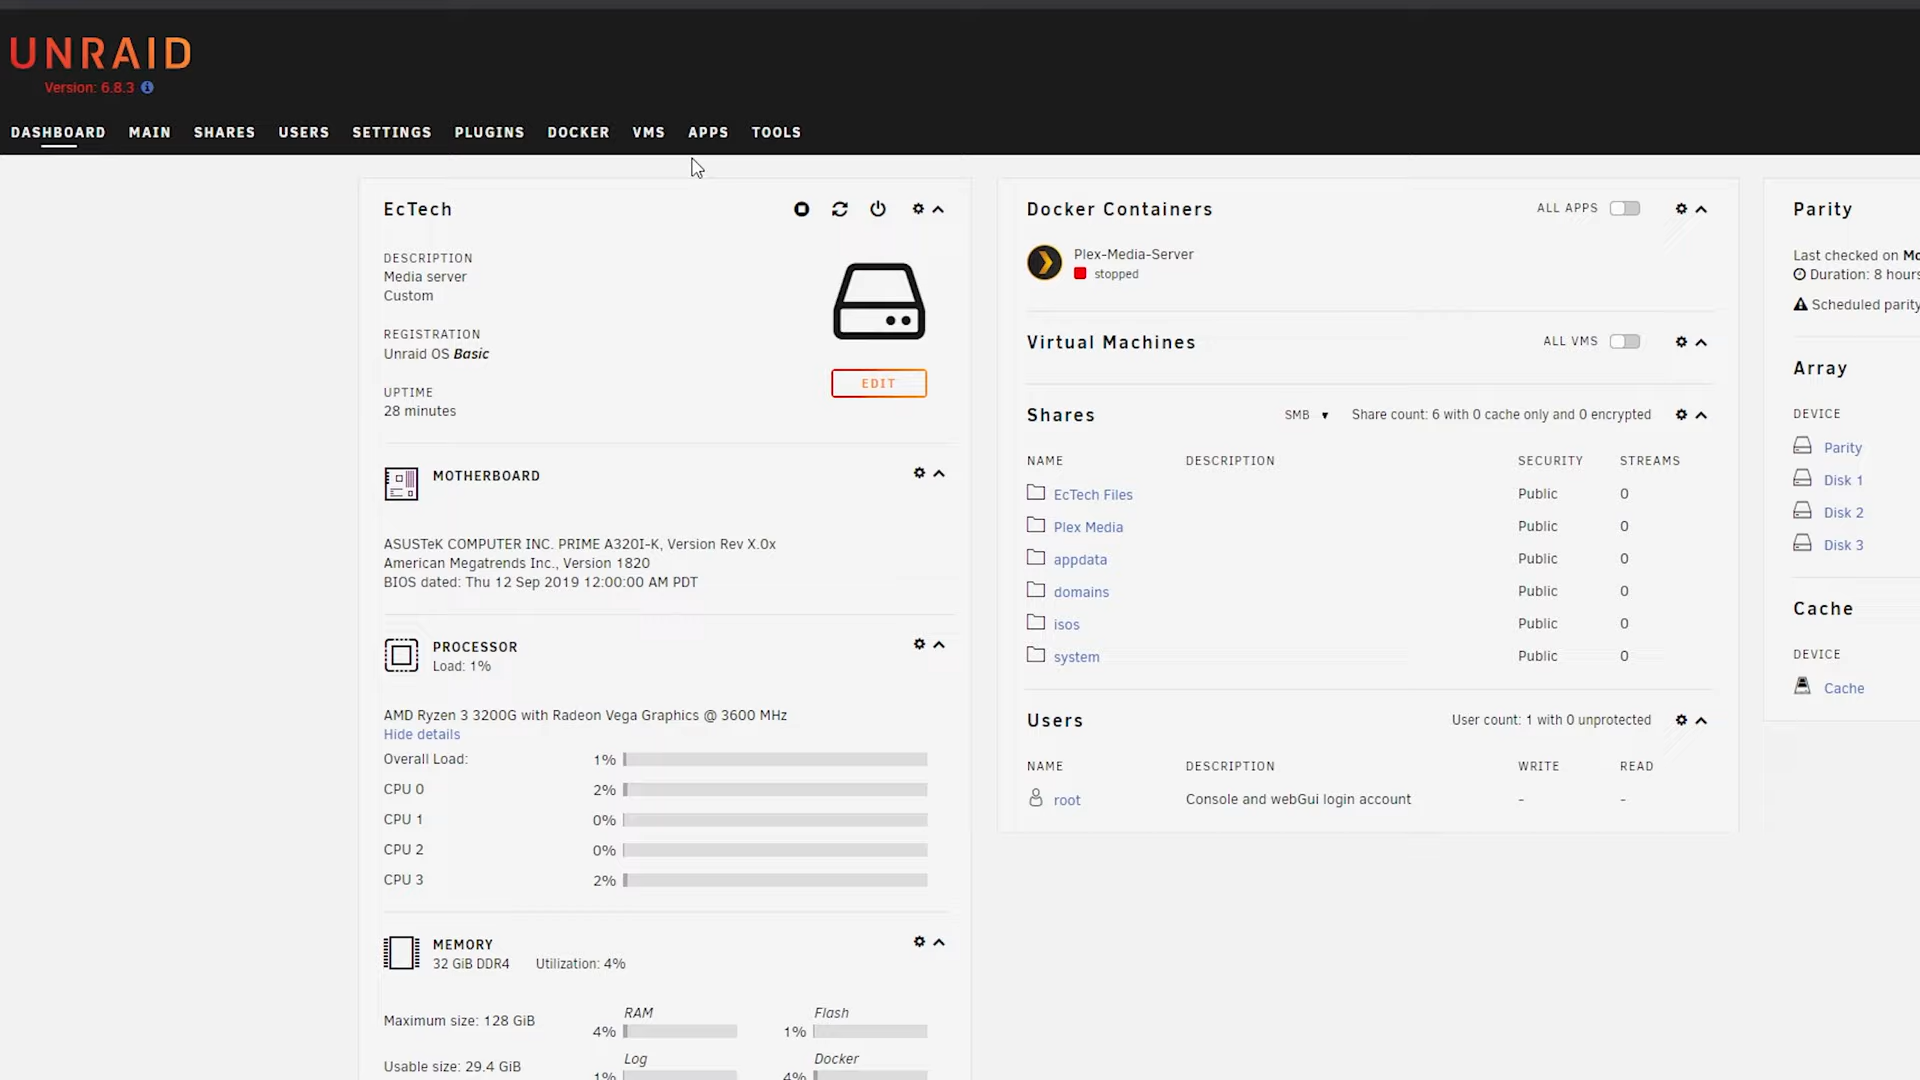 UNRAID
Version: 6.8.3
DASHBOARD MAIN SHARES USERS SETTINGS PLUGINS DOCKER VMS APPS TOOLS
EcTech
DESCRIPTION
Media server
Custom
REGISTRATION
Unraid OS Basic
UPTIME
28 minutes
EDIT
MOTHERBOARD
ASUSTeK COMPUTER INC. PRIME A320I-K, Version Rev X.0x
American Megatrends Inc., Version 1820
BIOS dated: Thu 12 Sep 2019 12:00:00 AM PDT
PROCESSOR
Load: 1%
AMD Ryzen 3 3200G with Radeon Vega Graphics @ 3600 MHz
Hide details
Overall Load: 1%
CPU 0 2%
CPU 1 0%
CPU 2 0%
CPU 3 2%
MEMORY
32 GiB DDR4 Utilization: 4%
RAM Flash
Maximum size: 128 GiB 4% 1%
Log Docker
Usable size: 29.4 GiB 1% 4%
Docker Containers ALL APPS
Plex-Media-Server
stopped
Virtual Machines ALL VMS
Shares SMB Share count: 6 with 0 cache only and 0 encrypted
NAME DESCRIPTION SECURITY STREAMS
EcTech Files Public 0
Plex Media Public 0
appdata Public 0
domains Public 0
isos Public 0
system Public 0
Users User count: 1 with 0 unprotected
NAME DESCRIPTION WRITE READ
root Console and webGui login account - -
Parity
Last checked on Mo
Duration: 8 hours
Scheduled parity
Array
DEVICE
Parity
Disk 1
Disk 2
Disk 3
Cache
DEVICE
Cache